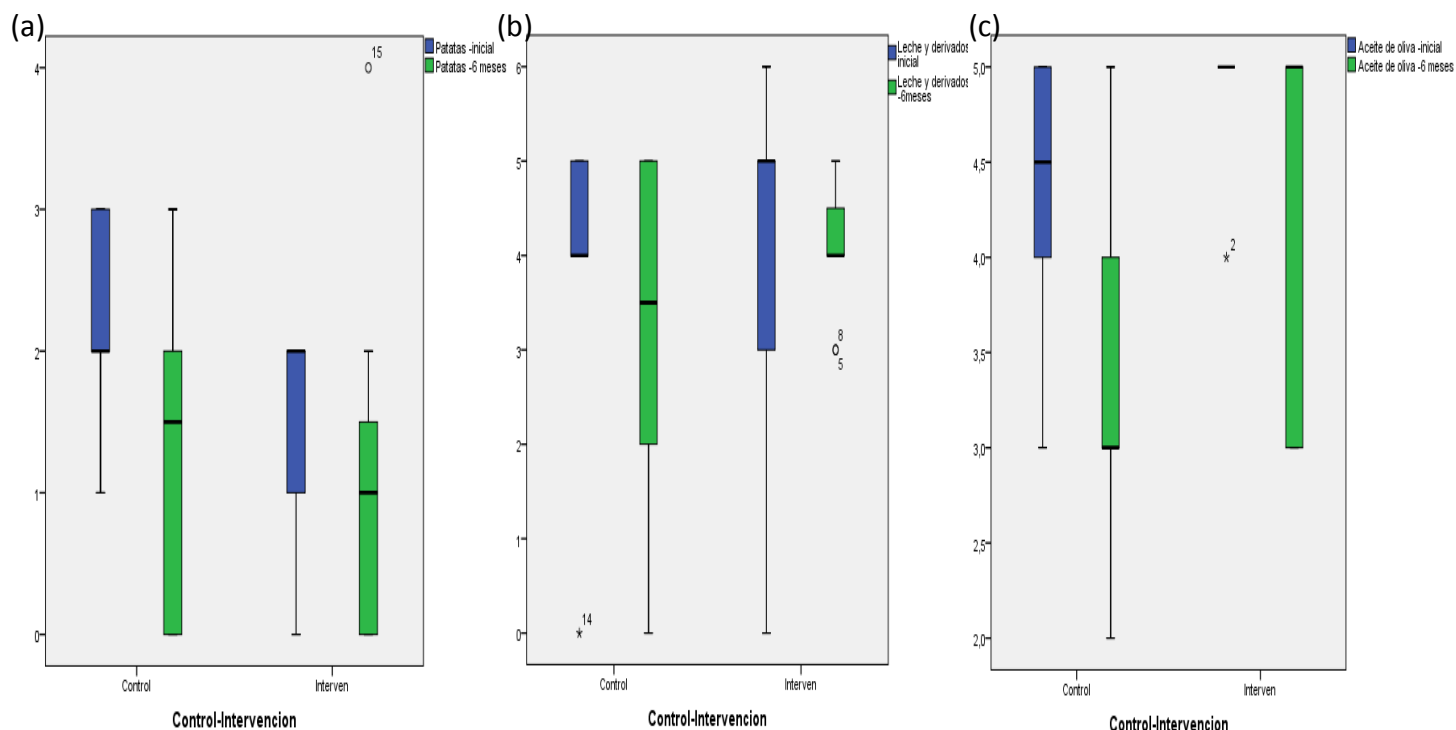 (a)
Patatas -inicial
Patatas -6 meses
15
4
3
2
1
0
Control
Interven
Control-Intervencion
(b)
Leche y derivados
inicial
Leche y derivados
-6meses
6
5
4
3
2
1
0
14
8
5
Control
Interven
Control-Intervencion
(c)
Aceite de oliva -inicial
Aceite de oliva -6 meses
5,0
4,5
4,0
3,5
3,0
2,5
2,0
2
Control
Interven
Control-Intervencion